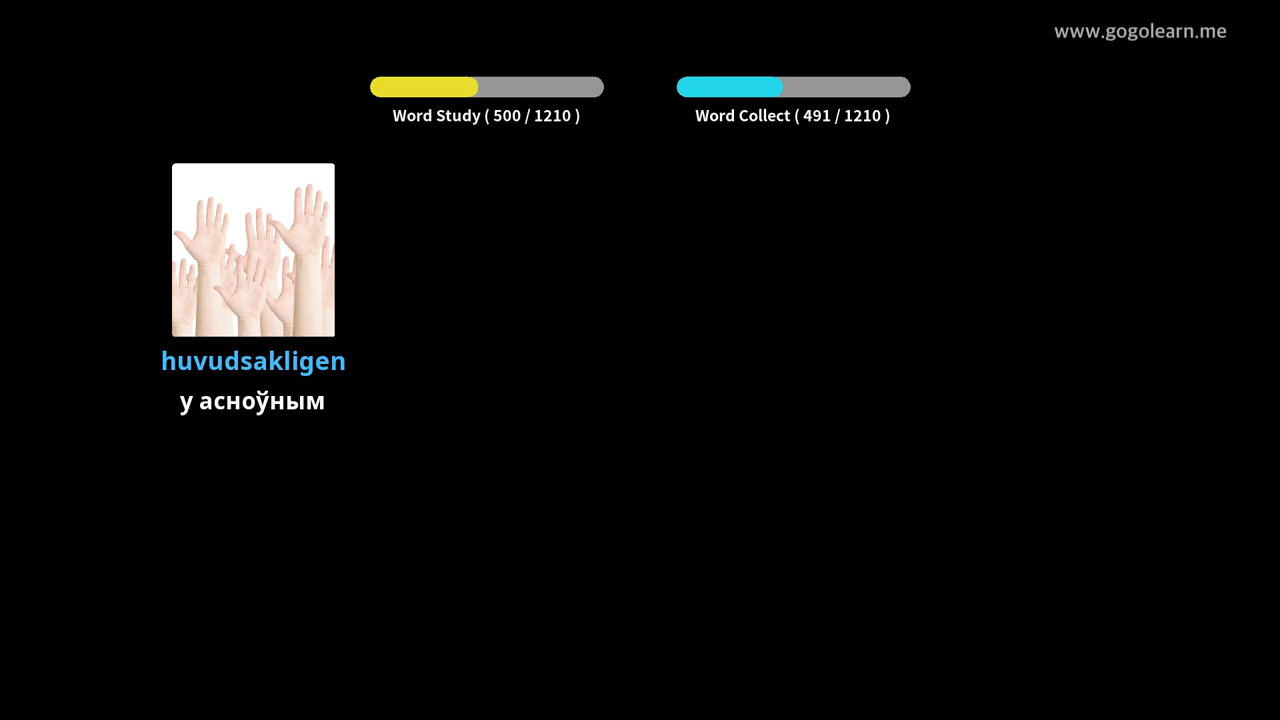 www.gogolearn.me
Word Study ( 500 / 1210 )
Word Collect ( 491 / 1210 )
huvudsakligen
у асноўным